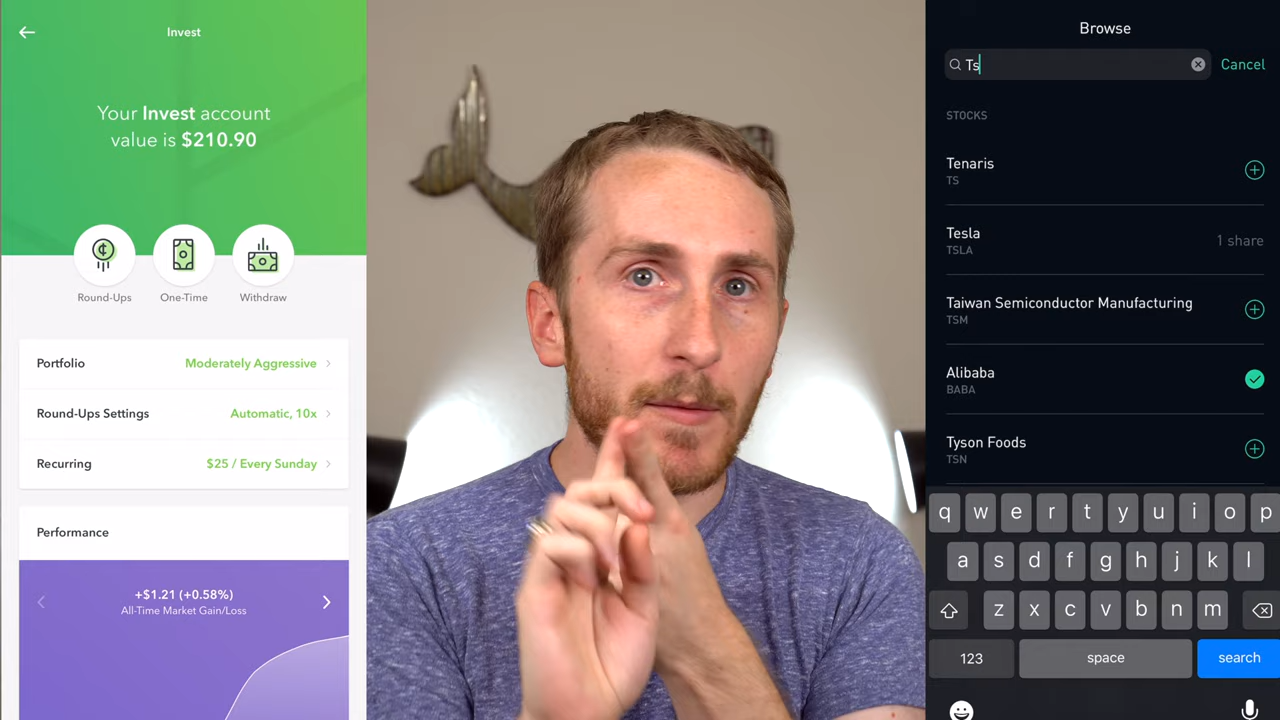 Invest
Your Invest account
value is $210.90
Round-Ups
One-Time
Withdraw
Portfolio
Moderately Aggressive
Round-Ups Settings
Automatic, 10x
Recurring
$25 / Every Sunday
Performance
+$1.21 (+0.58%)
All-Time Market Gain/Loss
Browse
Ts
Cancel
STOCKS
Tenaris
TS
Tesla
TSLA
1 share
Taiwan Semiconductor Manufacturing
TSM
Alibaba
BABA
Tyson Foods
TSN
q w e r t y u i o p
a s d f g h j k l
z x c v b n m
123
space
search